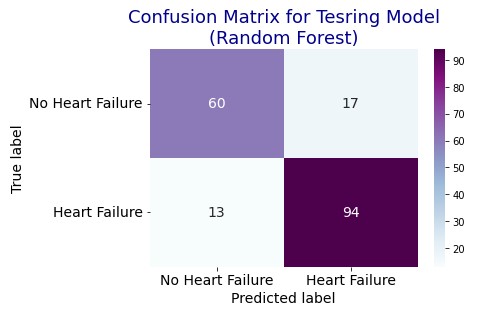 Confusion Matrix for Tesring Model
(Random Forest)
True label
No Heart Failure
Heart Failure
60
17
13
94
No Heart Failure
Heart Failure
Predicted label
90
80
70
60
50
40
30
20